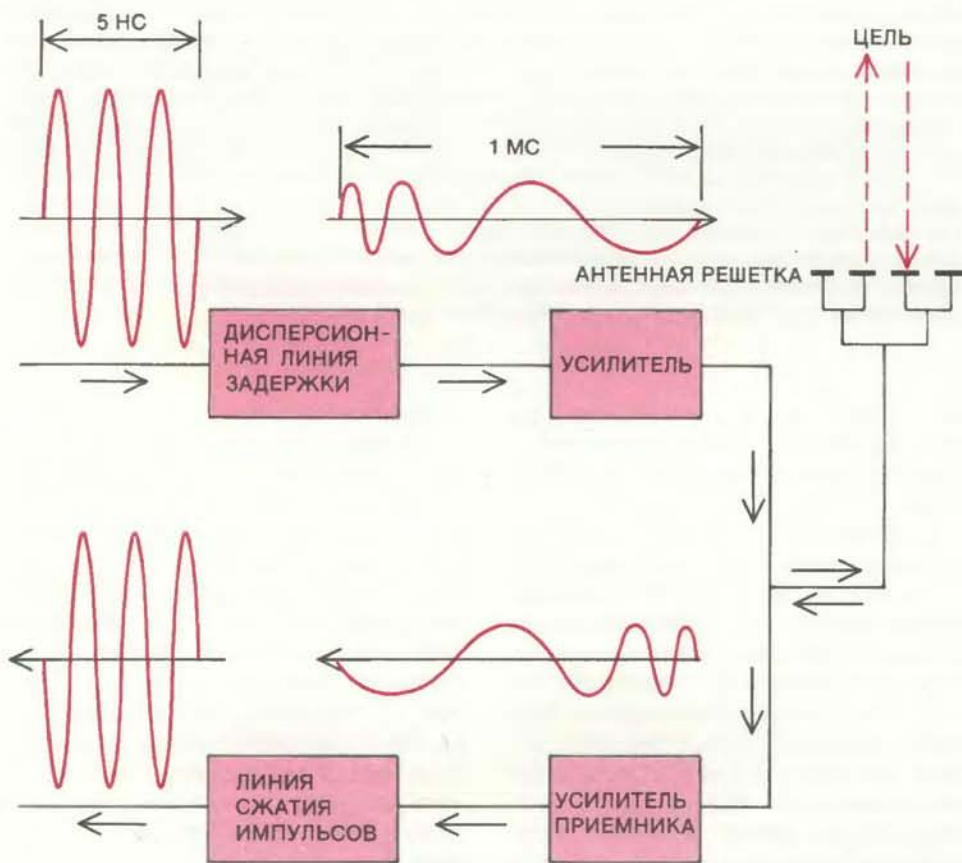 5 НС
ЦЕЛЬ
1 МС
АНТЕННАЯ РЕШЕТКА
ДИСПЕРСИОН-
НАЯ ЛИНИЯ
ЗАДЕРЖКИ
УСИЛИТЕЛЬ
ЛИНИЯ
СЖАТИЯ
ИМПУЛЬСОВ
УСИЛИТЕЛЬ
ПРИЕМНИКА